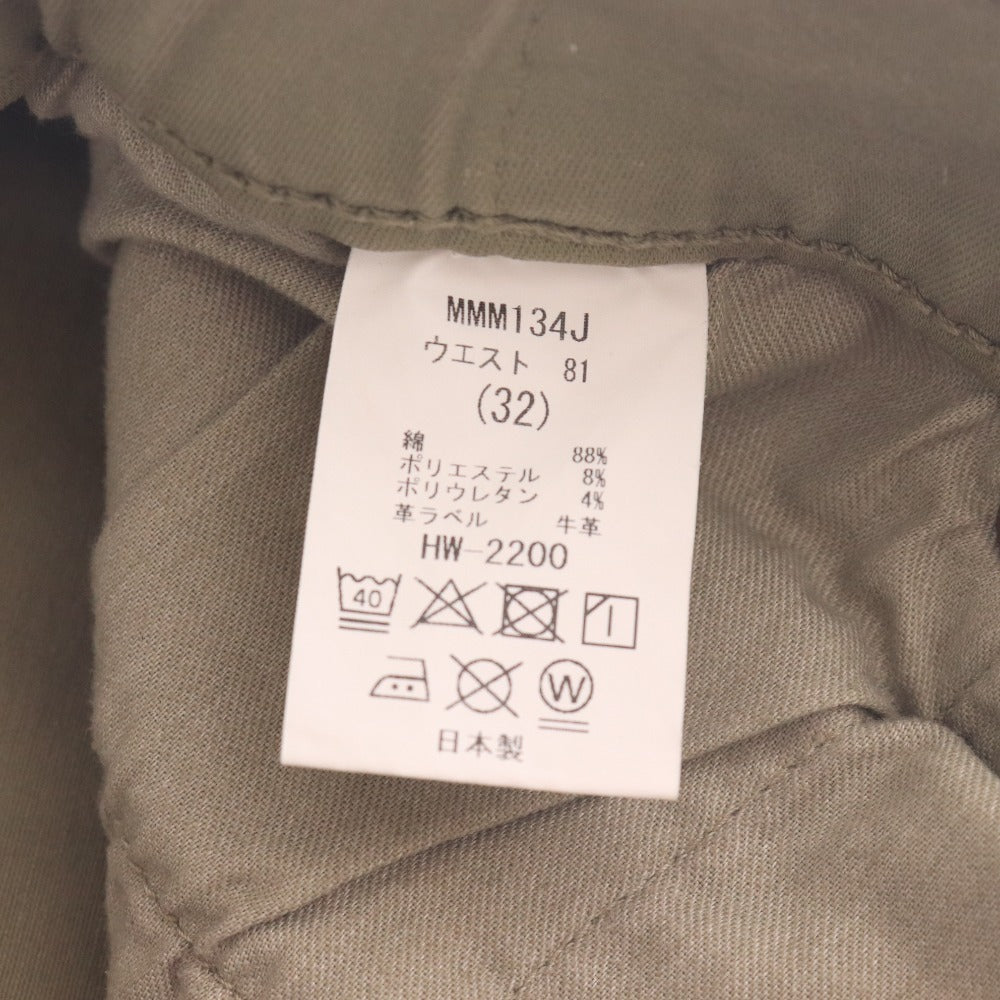 MMM134J
ウエスト 81
(32)
綿 88%
ポリエステル 8%
ポリウレタン 4%
革ラベル 牛革
HW-2200
40
W
日本製